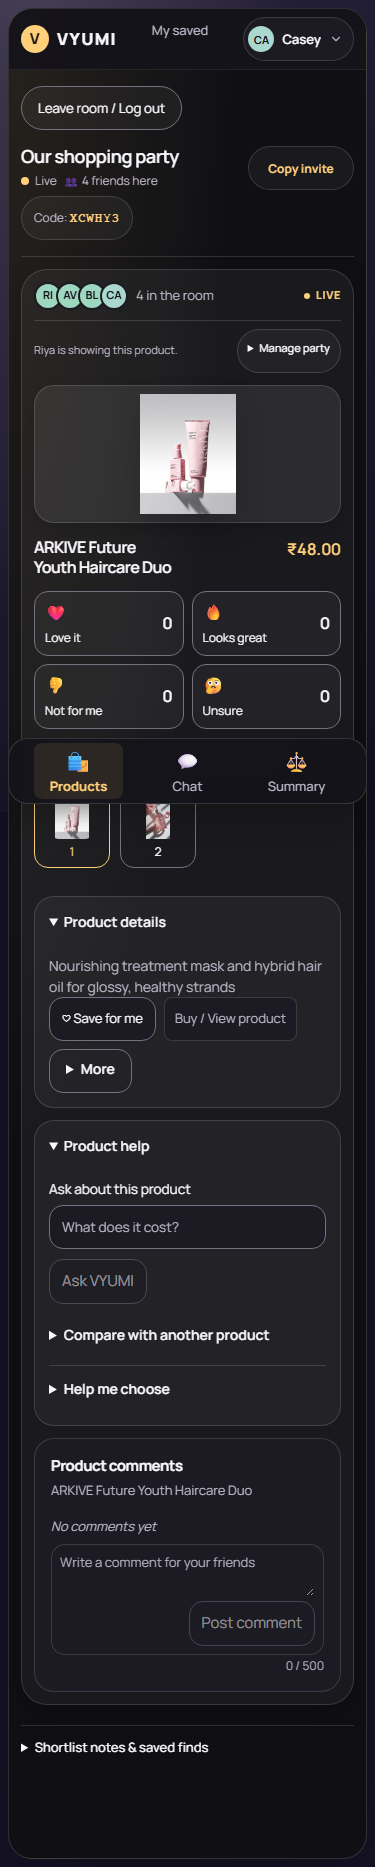 V VYUMI
My saved
CA Casey
Leave room / Log out
Our shopping party
Live 4 friends here
Copy invite
Code: XCWHY3
RI AV BL CA 4 in the room
LIVE
Riya is showing this product.
Manage party
ARKIVE Future
Youth Haircare Duo
₹48.00
Love it 0
Looks great 0
Not for me 0
Unsure 0
Products
Chat
Summary
1
2
Product details
Nourishing treatment mask and hybrid hair
oil for glossy, healthy strands
Save for me
Buy / View product
More
Product help
Ask about this product
What does it cost?
Ask VYUMI
Compare with another product
Help me choose
Product comments
ARKIVE Future Youth Haircare Duo
No comments yet
Write a comment for your friends
Post comment
0 / 500
Shortlist notes & saved finds